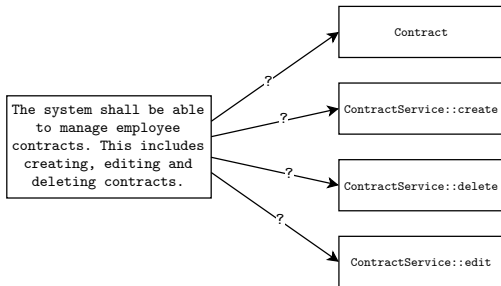 The system shall be able
to manage employee
contracts. This includes
creating, editing and
deleting contracts.
?
?
?
?
Contract
ContractService::create
ContractService::delete
ContractService::edit